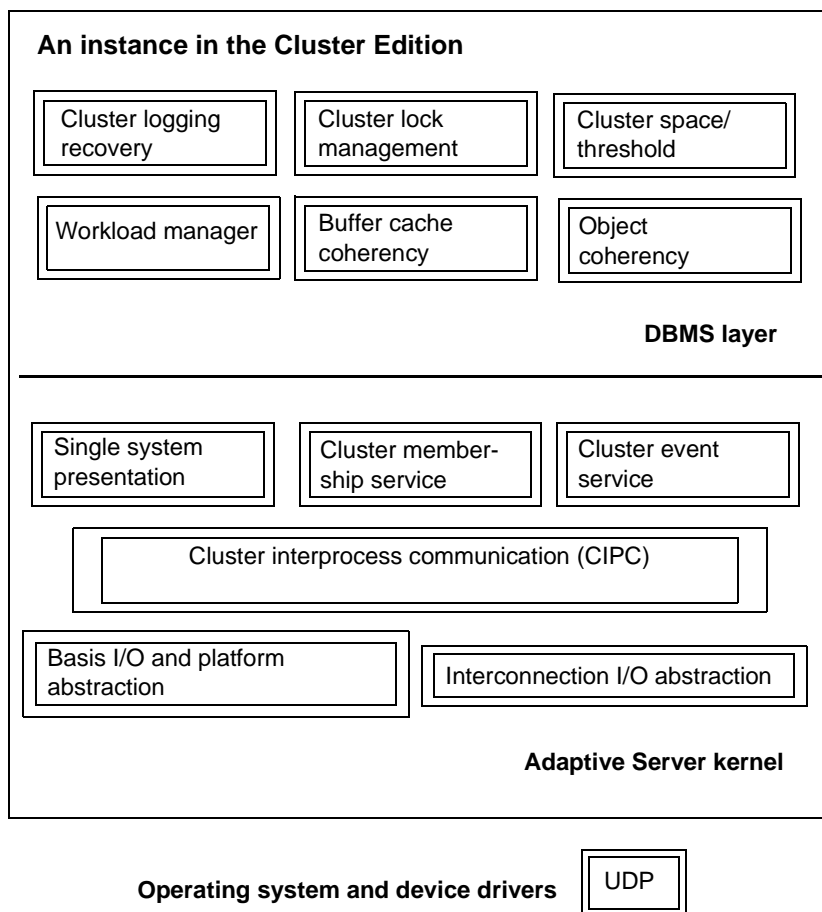 An instance in the Cluster Edition
Cluster logging
recovery
Cluster lock
management
Cluster space/
threshold
Workload manager
Buffer cache
coherency
Object
coherency
DBMS layer
Single system
presentation
Cluster member-
ship service
Cluster event
service
Cluster interprocess communication (CIPC)
Basis I/O and platform
abstraction
Interconnection I/O abstraction
Adaptive Server kernel
Operating system and device drivers
UDP